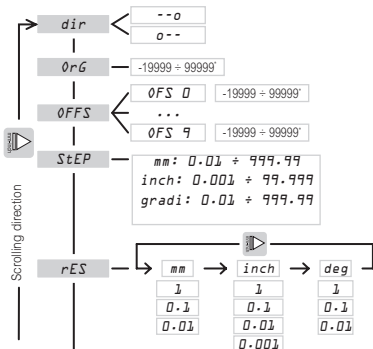 dir
--o
o--
OrG
-19999 ÷ 99999*
OFFS
OFS 0
-19999 ÷ 99999*
...
OFS 9
-19999 ÷ 99999*
StEP
mm: 0.01 ÷ 999.99
inch: 0.001 ÷ 99.999
gradi: 0.01 ÷ 999.99
Scrolling direction
rES
mm
inch
deg
1
1
1
0.1
0.1
0.1
0.01
0.01
0.01
0.001